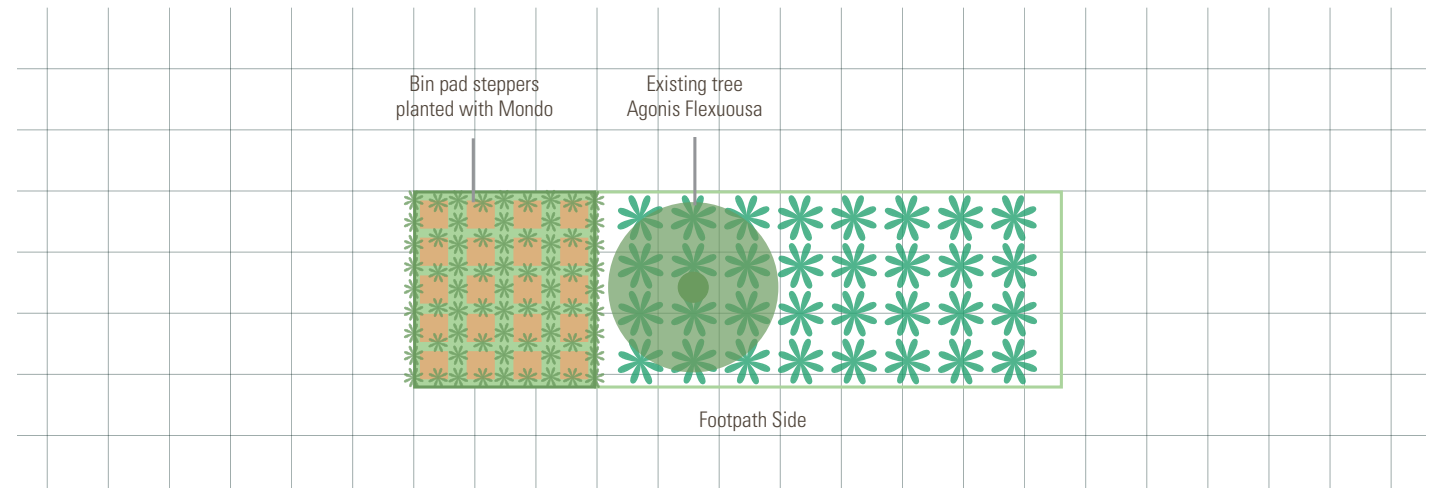 Bin pad steppers
planted with Mondo
Existing tree
Agonis Flexuousa
Footpath Side